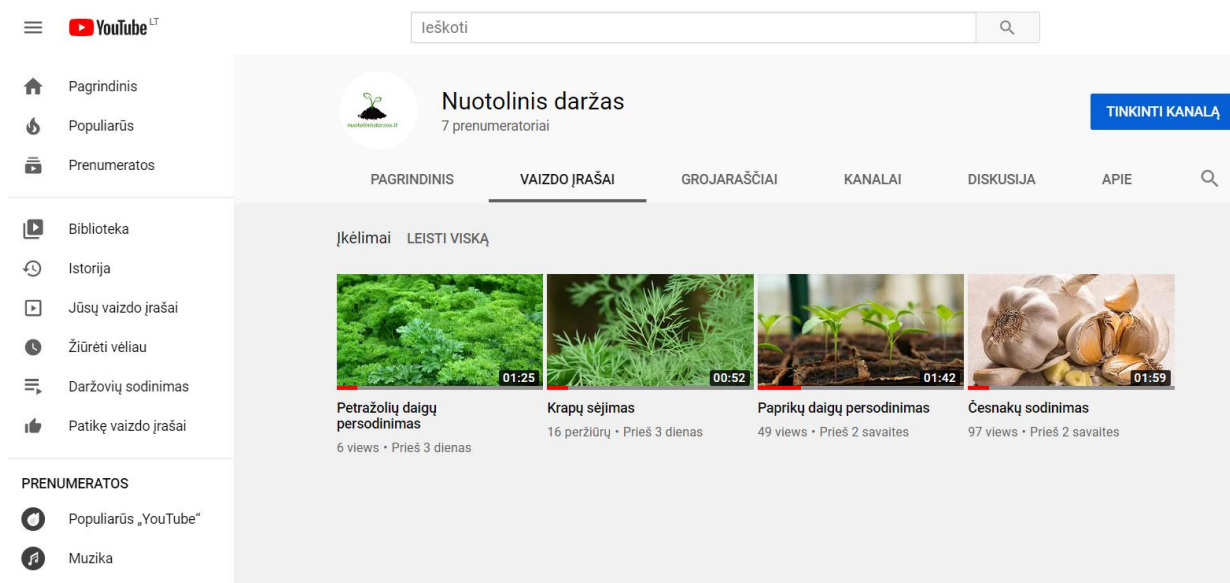 YouTube LT
Ieškoti
Pagrindinis
Populiarūs
Prenumeratos
Biblioteka
Istorija
Jūsų vaizdo įrašai
Žiūrėti vėliau
Daržovių sodinimas
Patikę vaizdo įrašai
PRENUMERATOS
Populiarūs „YouTube“
Muzika
nuotolinisdarzas.lt
Nuotolinis daržas
7 prenumeratoriai
TINKINTI KANALĄ
PAGRINDINIS VAIZDO ĮRAŠAI GROJARAŠČIAI KANALAI DISKUSIJA APIE
Įkėlimai LEISTI VISKĄ
01:25 00:52 01:42 01:59
Petražolių daigų
persodinimas
6 views • Prieš 3 dienas
Krapų sėjimas
16 peržiūrų • Prieš 3 dienas
Paprikų daigų persodinimas
49 views • Prieš 2 savaites
Česnakų sodinimas
97 views • Prieš 2 savaites